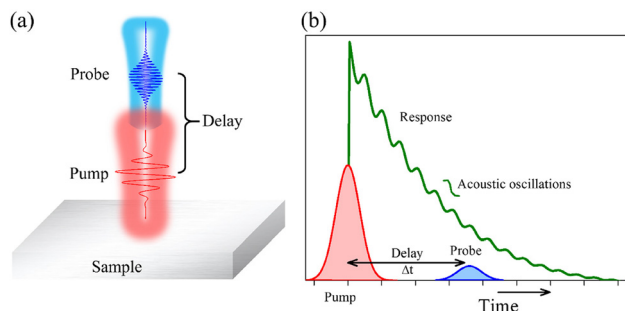 (a)
Probe
Delay
Pump
Sample
(b)
Response
Acoustic oscillations
Delay
Δt
Probe
Pump
Time